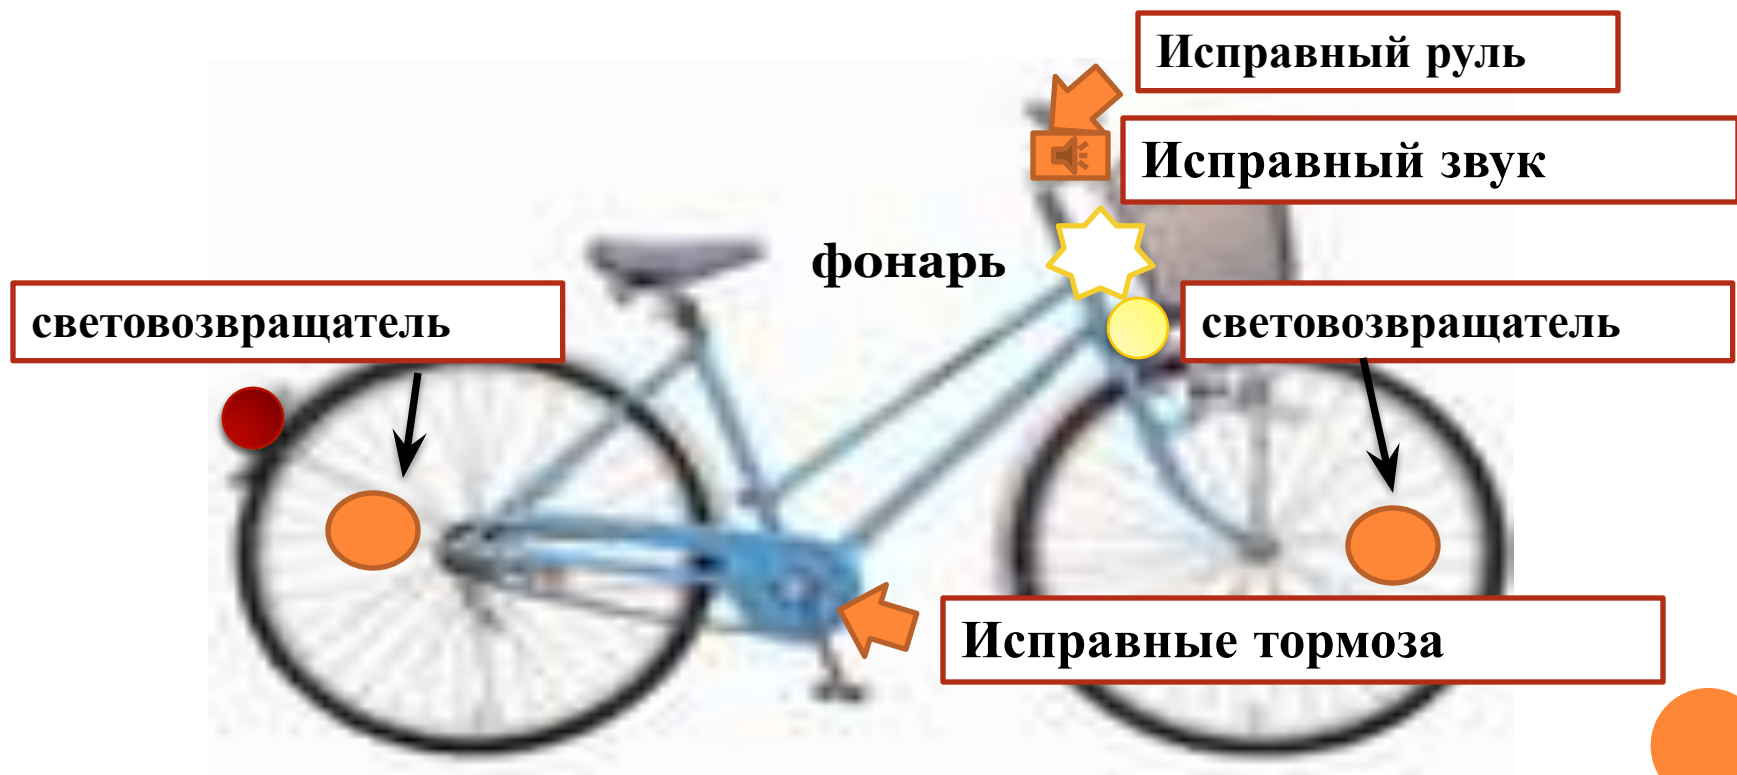 Исправный руль
Исправный звук
фонарь
световозвращатель
световозвращатель
Исправные тормоза